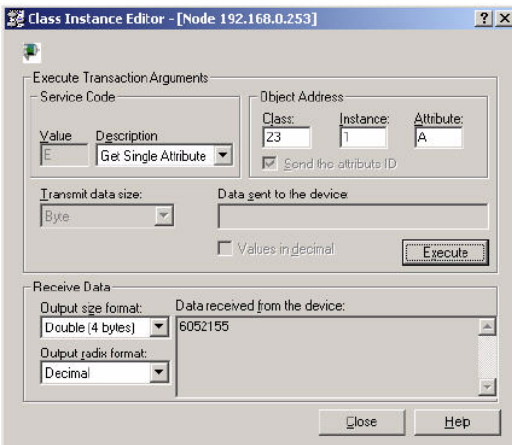 Class Instance Editor - [Node 192.168.0.253]
Execute Transaction Arguments
Service Code
Value
Description
E
Get Single Attribute
Object Address
Class:
Instance:
Attribute:
23
1
A
Send the attribute ID
Transmit data size:
Byte
Data sent to the device:
Values in decimal
Execute
Receive Data
Output size format:
Double (4 bytes)
Output radix format:
Decimal
Data received from the device:
6052155
Close
Help